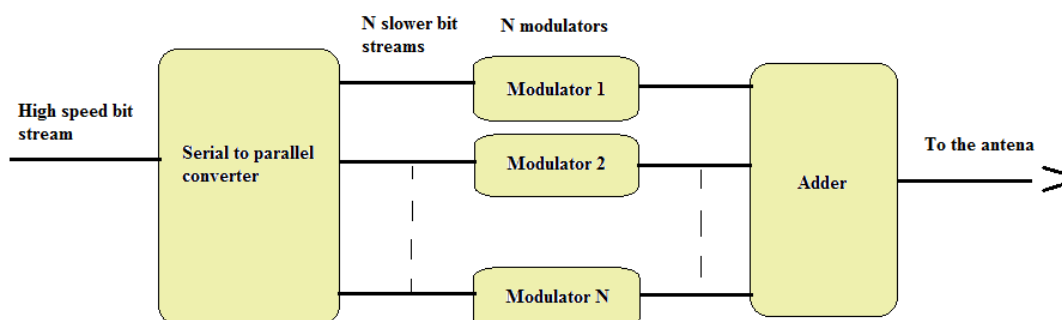 N slower bit
streams
N modulators
High speed bit
stream
Serial to parallel
converter
Modulator 1
Modulator 2
Modulator N
Adder
To the antena